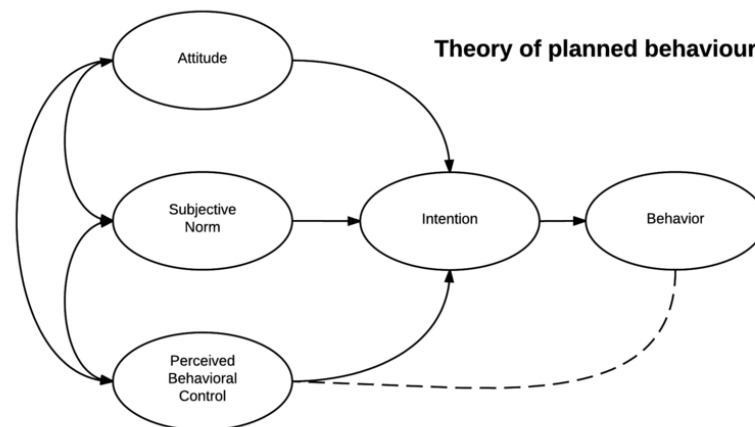 Theory of planned behaviour
Attitude
Subjective
Norm
Intention
Behavior
Perceived
Behavioral
Control